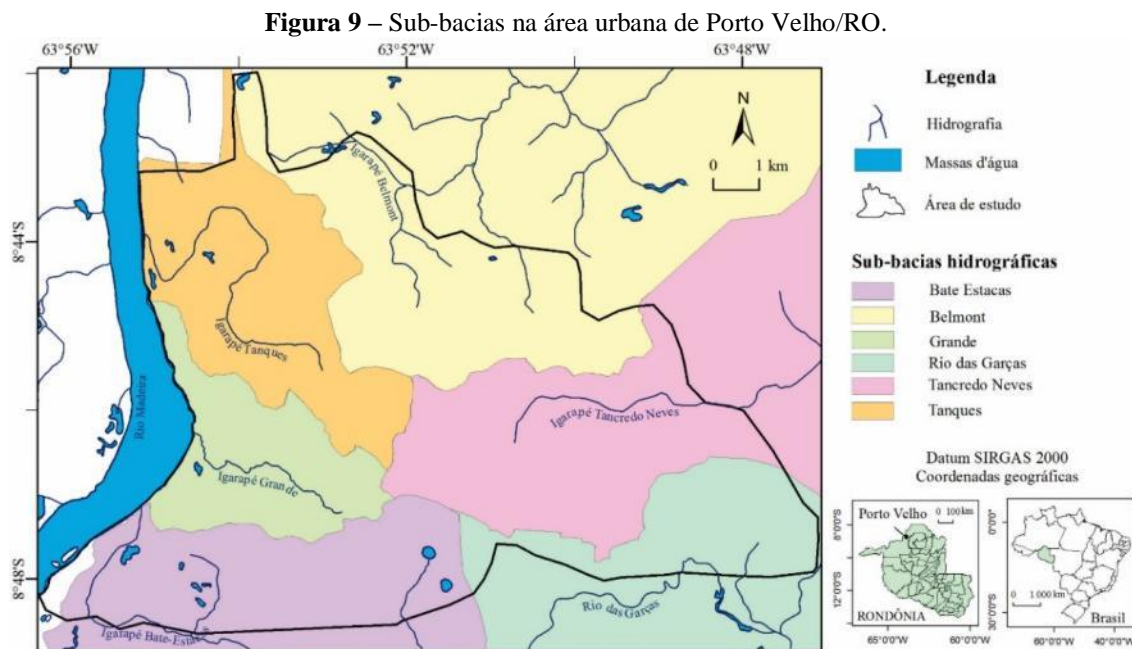 Figura 9 – Sub-bacias na área urbana de Porto Velho/RO.
63°56'W
63°52'W
63°48'W
8°44'S
8°48'S
N
0 1 km
Igarapé Belmont
Igarapé Tanques
Rio Madeira
Igarapé Tancredo Neves
Igarapé Grande
Rio das Garças
Igarapé Bate-Estacas
Legenda
Hidrografia
Massas d'água
Área de estudo
Sub-bacias hidrográficas
Bate Estacas
Belmont
Grande
Rio das Garças
Tancredo Neves
Tanques
Datum SIRGAS 2000
Coordenadas geográficas
Porto Velho
0 100 km
8°0'0"S
12°0'0"S
65°0'0"W
60°0'0"W
RONDÔNIA
0°0'0"
30°0'0"S
0 1.000 km
Brasil
60°0'0"W
40°0'0"W